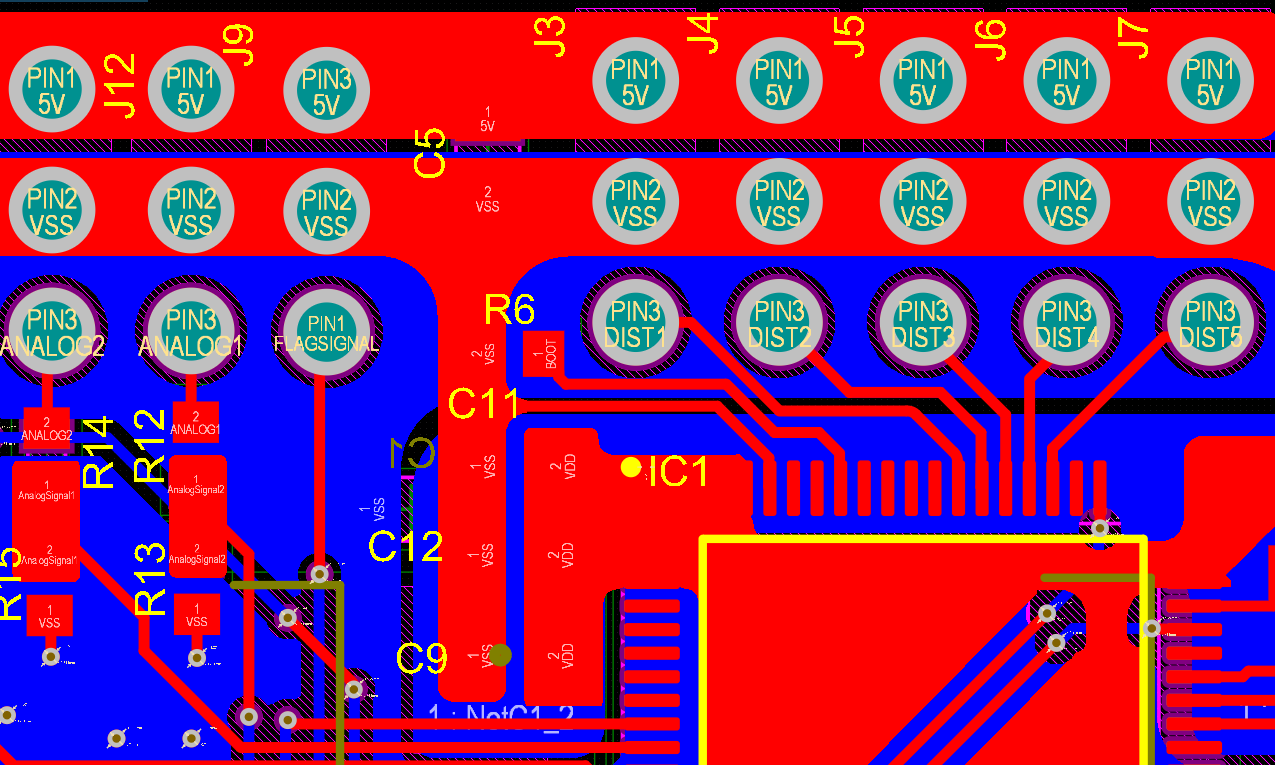 J12
J9
J3
J4
J5
J6
J7
PIN1
5V
PIN1
5V
PIN3
5V
1
5V
PIN1
5V
PIN1
5V
PIN1
5V
PIN1
5V
PIN1
5V
C5
PIN2
VSS
PIN2
VSS
PIN2
VSS
2
VSS
PIN2
VSS
PIN2
VSS
PIN2
VSS
PIN2
VSS
PIN2
VSS
PIN3
ANALOG2
PIN3
ANALOG1
PIN1
FLAGSIGNAL
R6
2
VSS
1
BOOT
PIN3
DIST1
PIN3
DIST2
PIN3
DIST3
PIN3
DIST4
PIN3
DIST5
2
ANALOG2
R14
R12
2
ANALOG1
C11
C1
1
AnalogSignal1
1
AnalogSignal2
1
VSS
1
VSS
2
VDD
IC1
2
AnalogSignal1
2
AnalogSignal2
C12
1
VSS
2
VDD
R15
1
VSS
R13
1
VSS
C9
1
VSS
2
VDD
1 : NetC1_2